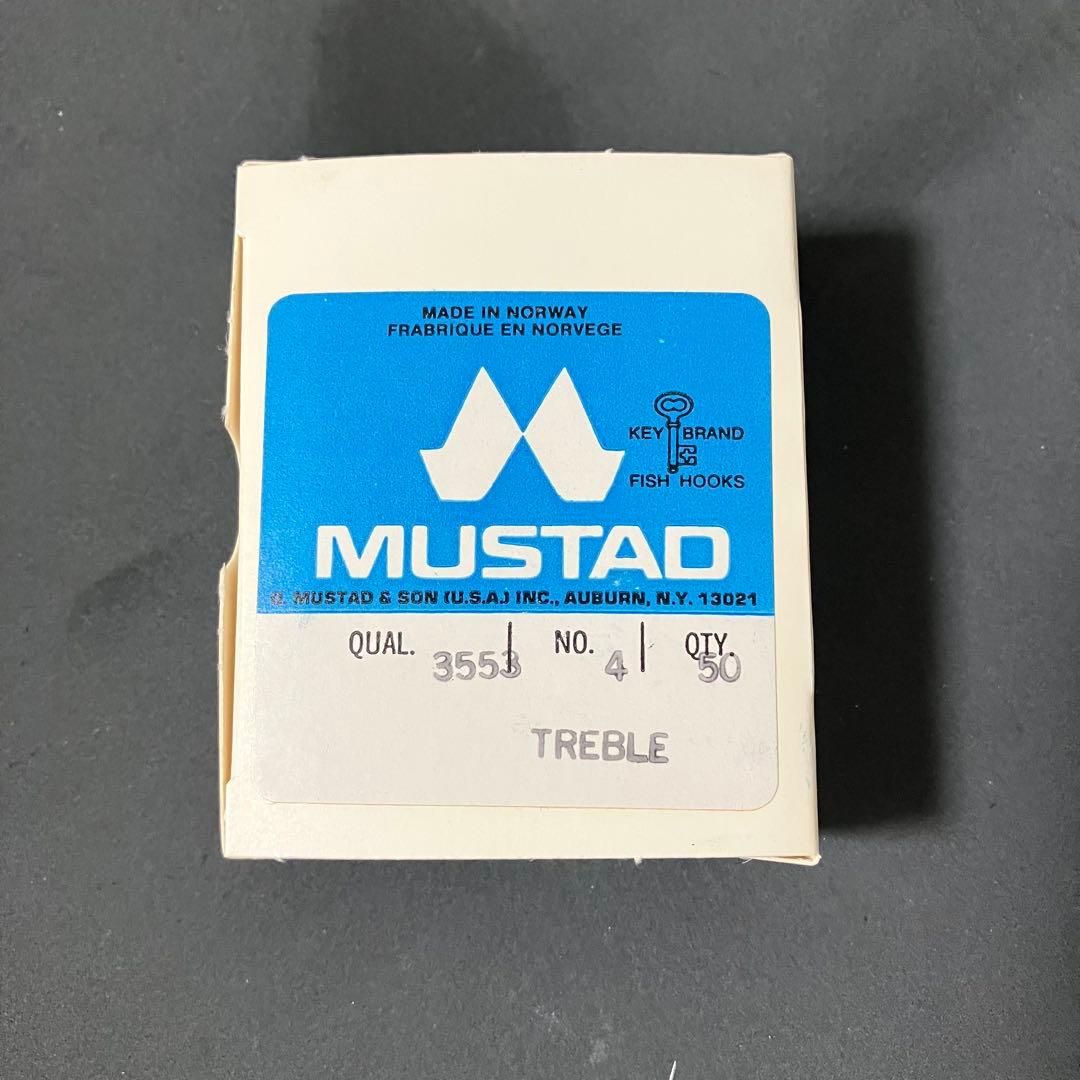 MADE IN NORWAY
FRABRIQUE EN NORVEGE
KEY BRAND
FISH HOOKS
MUSTAD
O. MUSTAD & SON (U.S.A.) INC., AUBURN, N.Y. 13021
QUAL. 3553 | NO. 4 | QTY. 50
TREBLE